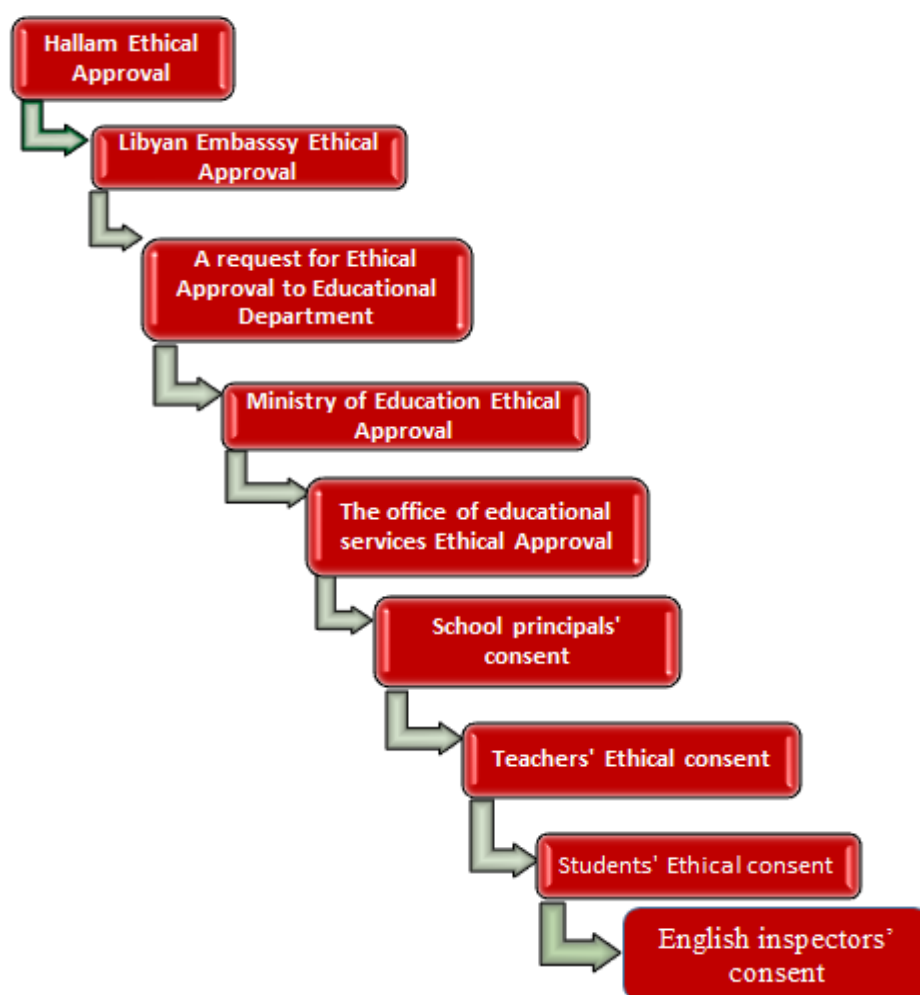 Hallam Ethical
Approval
Libyan Embasssy Ethical
Approval
A request for Ethical
Approval to Educational
Department
Ministry of Education Ethical
Approval
The office of educational
services Ethical Approval
School principals'
consent
Teachers' Ethical consent
Students' Ethical consent
English inspectors’
consent